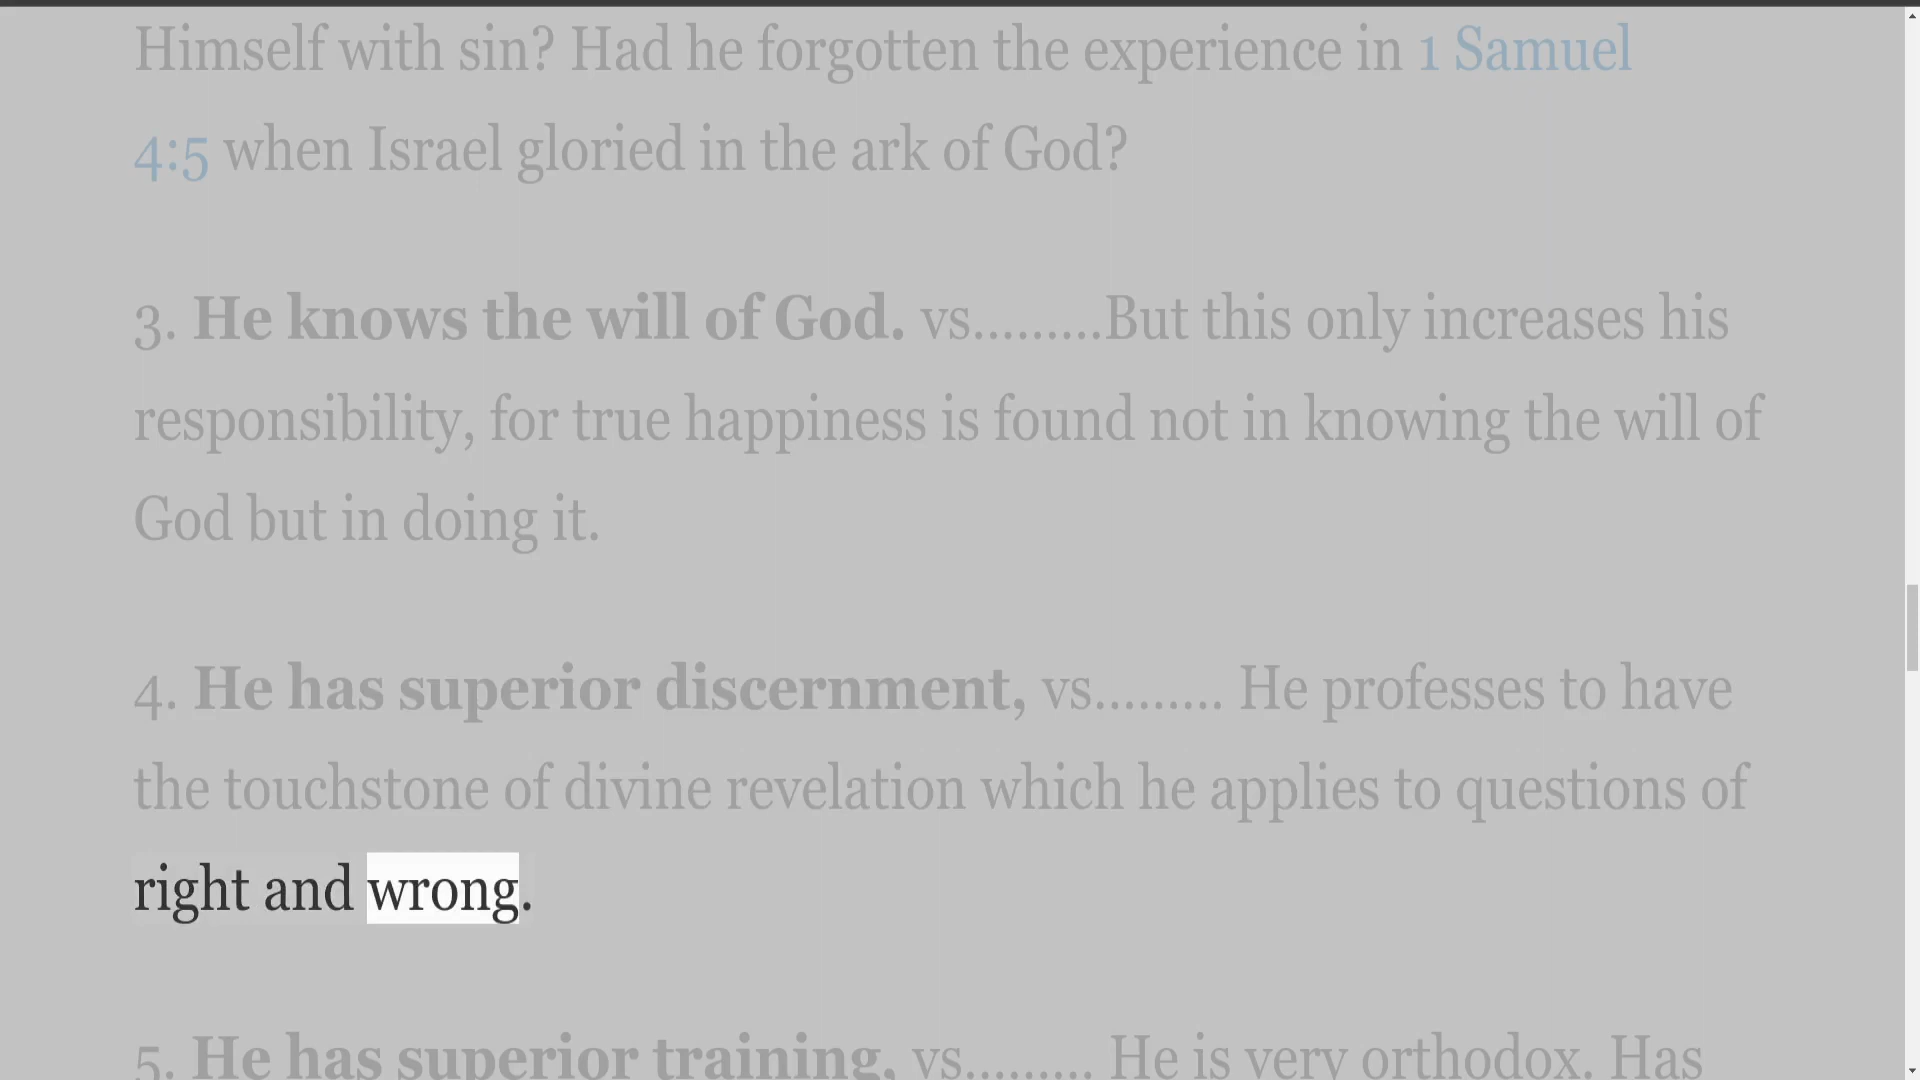 Himself with sin? Had he forgotten the experience in 1 Samuel
4:5 when Israel gloried in the ark of God?
3. He knows the will of God. vs.........But this only increases his
responsibility, for true happiness is found not in knowing the will of
God but in doing it.
4. He has superior discernment, vs......... He professes to have
the touchstone of divine revelation which he applies to questions of
right and wrong.
5. He has superior training, vs......... He is very orthodox. Has